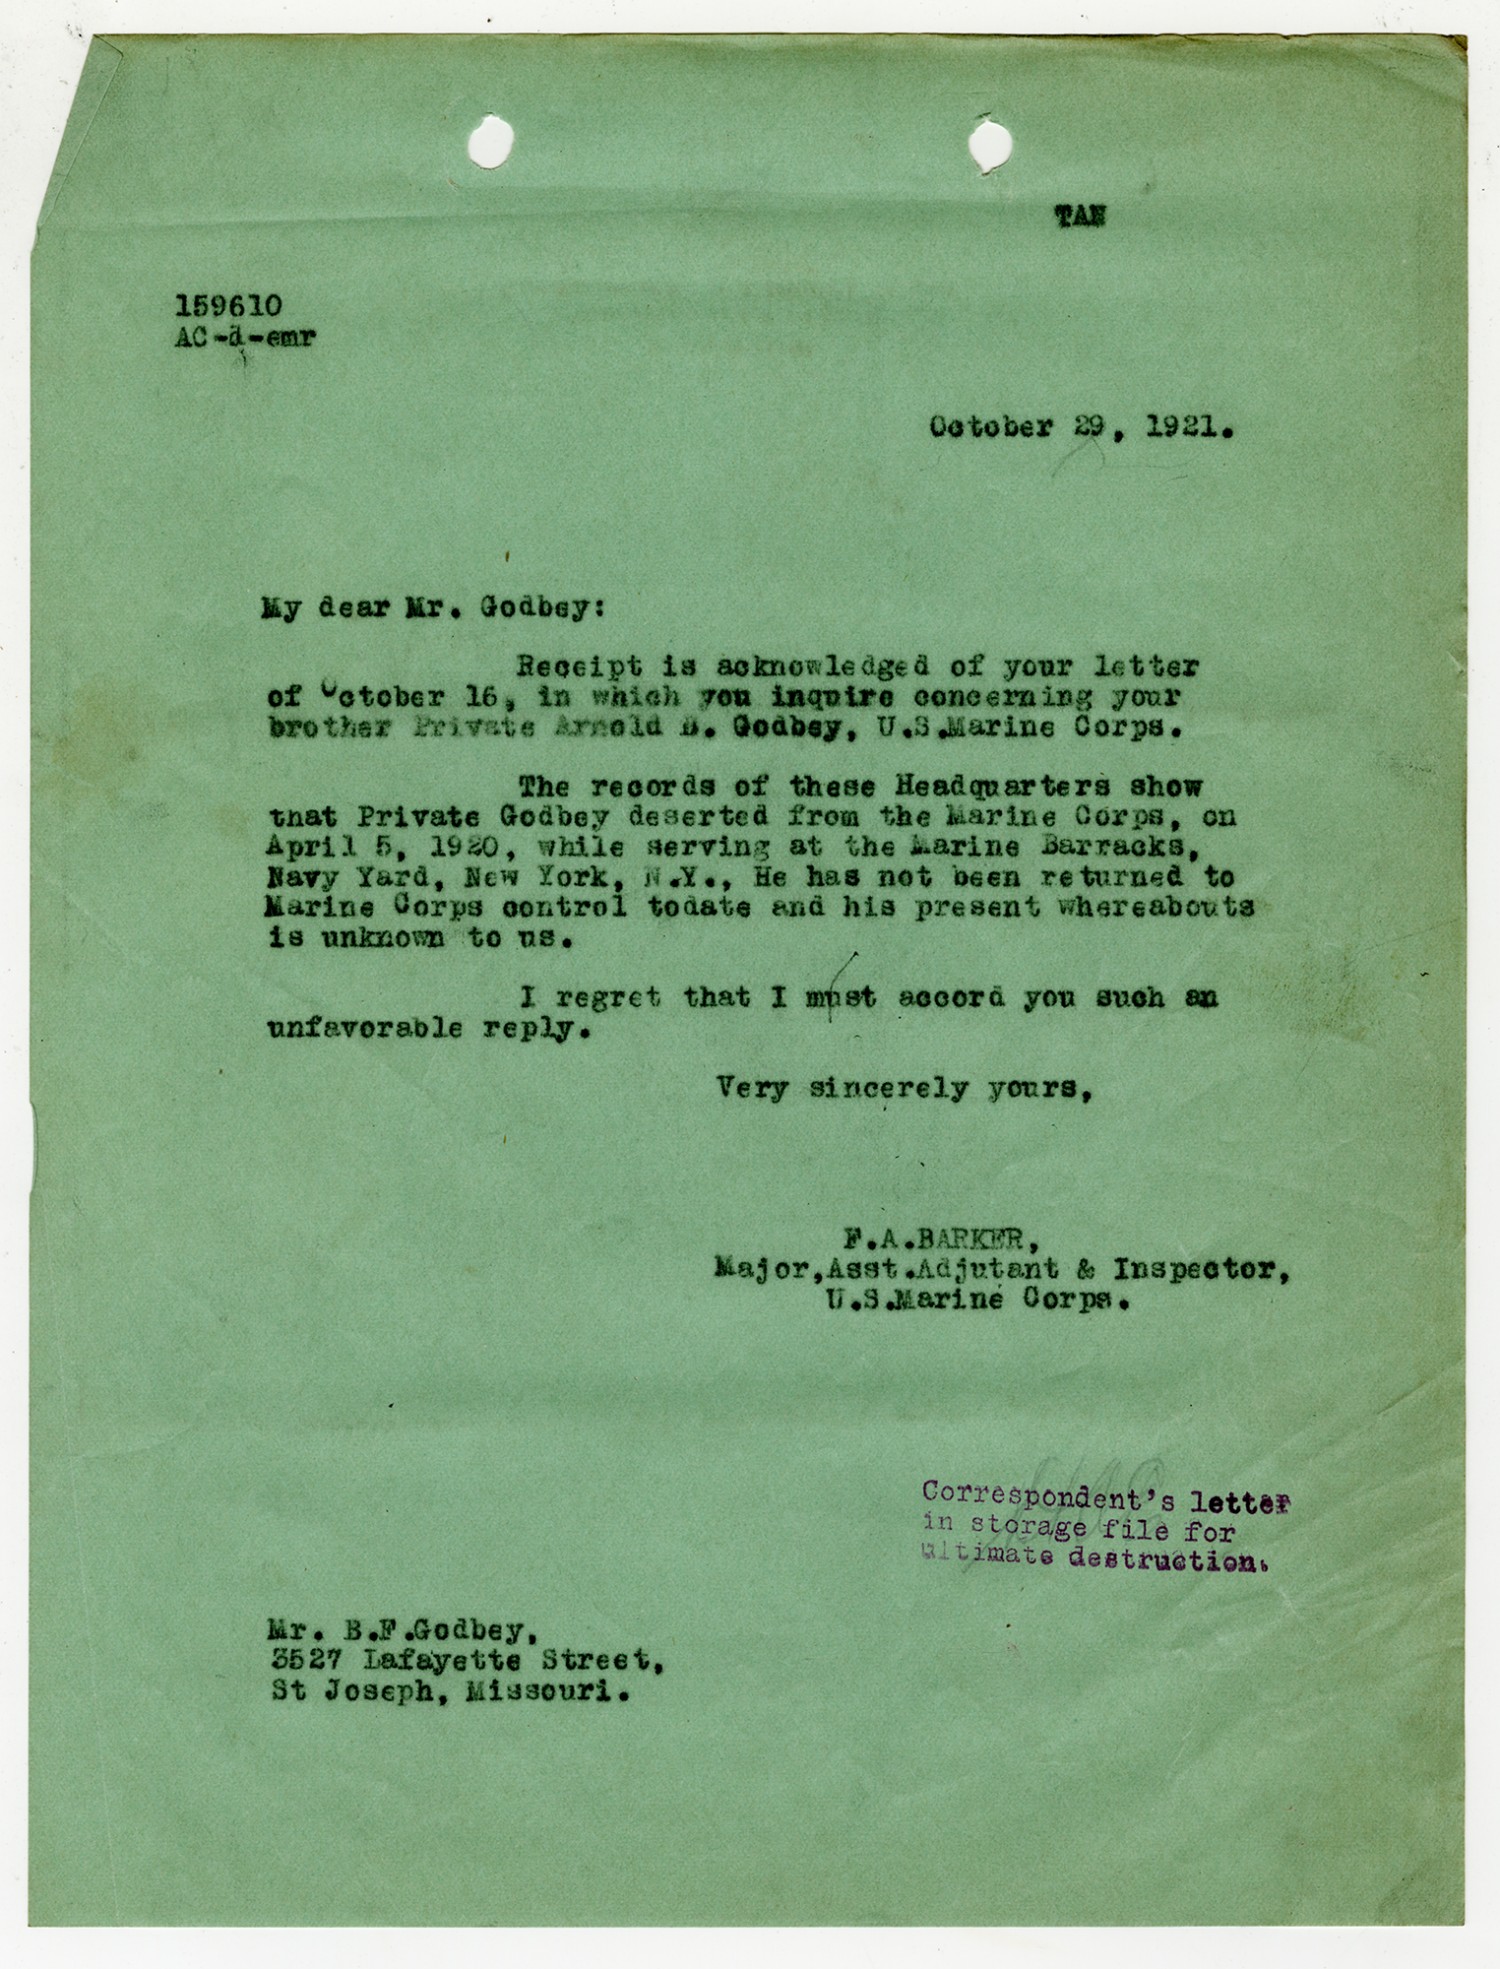 TAN
159610
AC-d-emr
October 29, 1921.
My dear Mr. Godbey:
Receipt is acknowledged of your letter
of October 16, in which you inquire concerning your
brother Private Arnold B. Godbey, U.S.Marine Corps.
The records of these Headquarters show
that Private Godbey deserted from the Marine Corps, on
April 5, 1920, while serving at the Marine Barracks,
Navy Yard, New York, N.Y., He has not been returned to
Marine Corps control todate and his present whereabouts
is unknown to us.
I regret that I must accord you such an
unfavorable reply.
Very sincerely yours,
F.A.BARKER,
Major,Asst.Adjutant & Inspector,
U.S.Marine Corps.
Correspondent's letter
in storage file for
ultimate destruction.
Mr. B.F.Godbey,
3527 Lafayette Street,
St Joseph, Missouri.